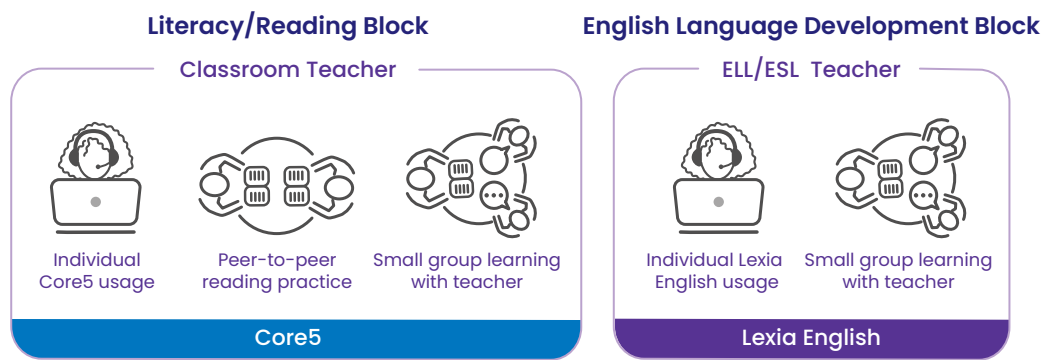 Literacy/Reading Block
Classroom Teacher
Individual
Core5 usage
Peer-to-peer
reading practice
Small group learning
with teacher
Core5
English Language Development Block
ELL/ESL Teacher
Individual Lexia
English usage
Small group learning
with teacher
Lexia English